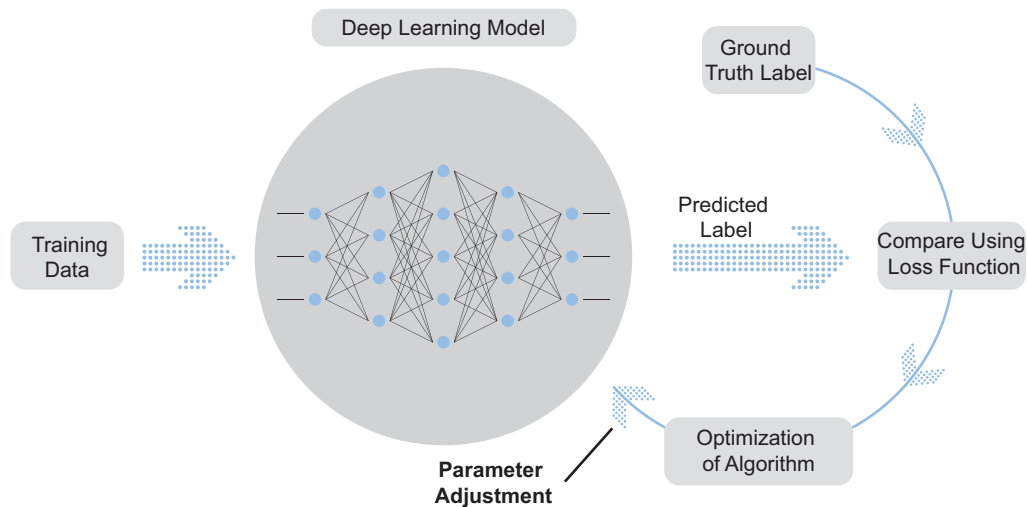 Deep Learning Model
Ground
Truth Label
Training
Data
Predicted
Label
Compare Using
Loss Function
Optimization
of Algorithm
Parameter
Adjustment